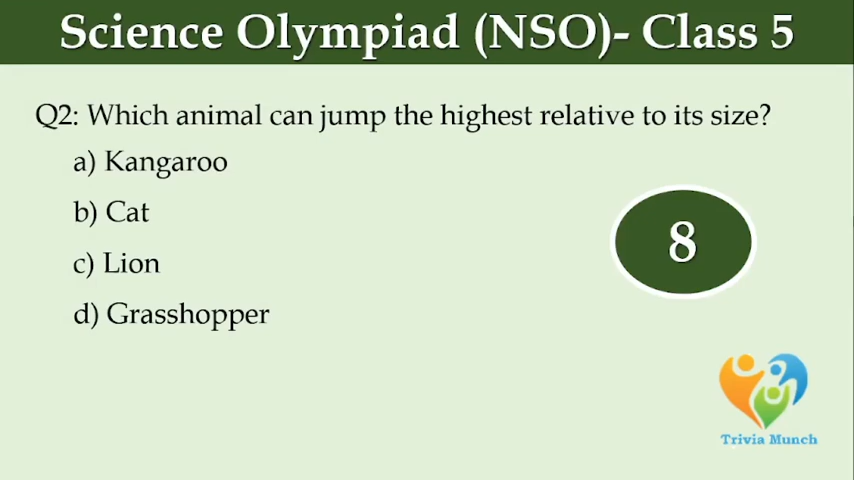 Science Olympiad (NSO)- Class 5
Q2: Which animal can jump the highest relative to its size?
a) Kangaroo
b) Cat
c) Lion
d) Grasshopper
8
Trivia Munch